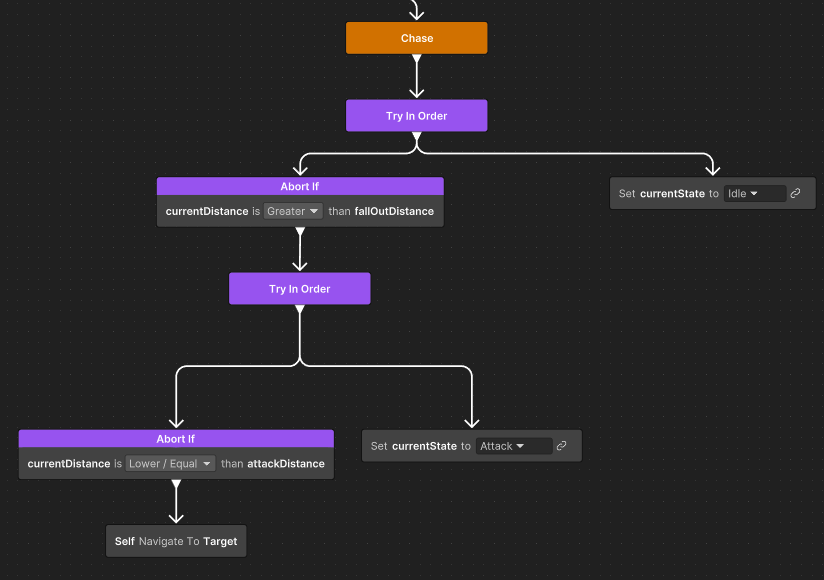 Chase
Try In Order
Abort If
currentDistance is Greater than fallOutDistance
Set currentState to Idle
Try In Order
Abort If
currentDistance is Lower / Equal than attackDistance
Set currentState to Attack
Self Navigate To Target